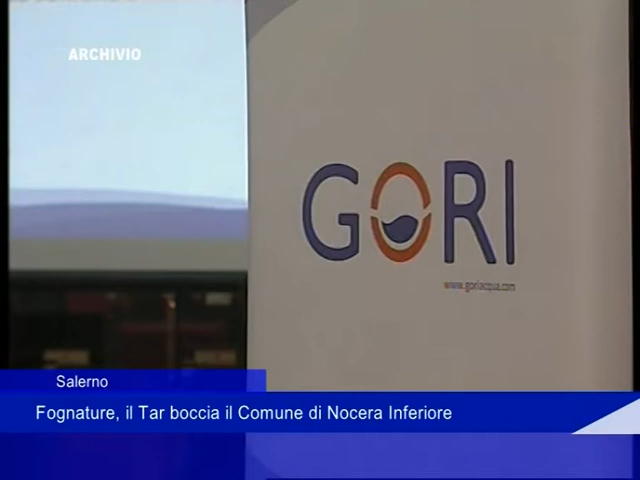 ARCHIVIO
GORI
www.goriacqua.com
Salerno
Fognature, il Tar boccia il Comune di Nocera Inferiore